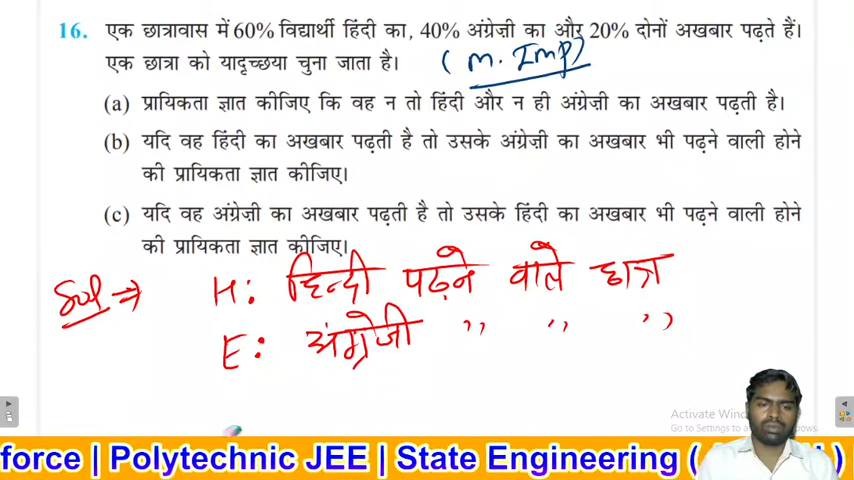 16. एक छात्रावास में 60% विद्यार्थी हिंदी का, 40% अंग्रेज़ी का और 20% दोनों अखबार पढ़ते हैं।
एक छात्रा को यादृच्छया चुना जाता है।
( m. Imp)
(a) प्रायिकता ज्ञात कीजिए कि वह न तो हिंदी और न ही अंग्रेज़ी का अखबार पढ़ती है।
(b) यदि वह हिंदी का अखबार पढ़ती है तो उसके अंग्रेज़ी का अखबार भी पढ़ने वाली होने
की प्रायिकता ज्ञात कीजिए।
(c) यदि वह अंग्रेज़ी का अखबार पढ़ती है तो उसके हिंदी का अखबार भी पढ़ने वाली होने
की प्रायिकता ज्ञात कीजिए।
Sol ⇒ H: हिन्दी पढ़ने वाले छात्र
E: अंग्रेजी ,, ,, ,,
Activate Wind
Go to Settings to a
force | Polytechnic JEE | State Engineering (